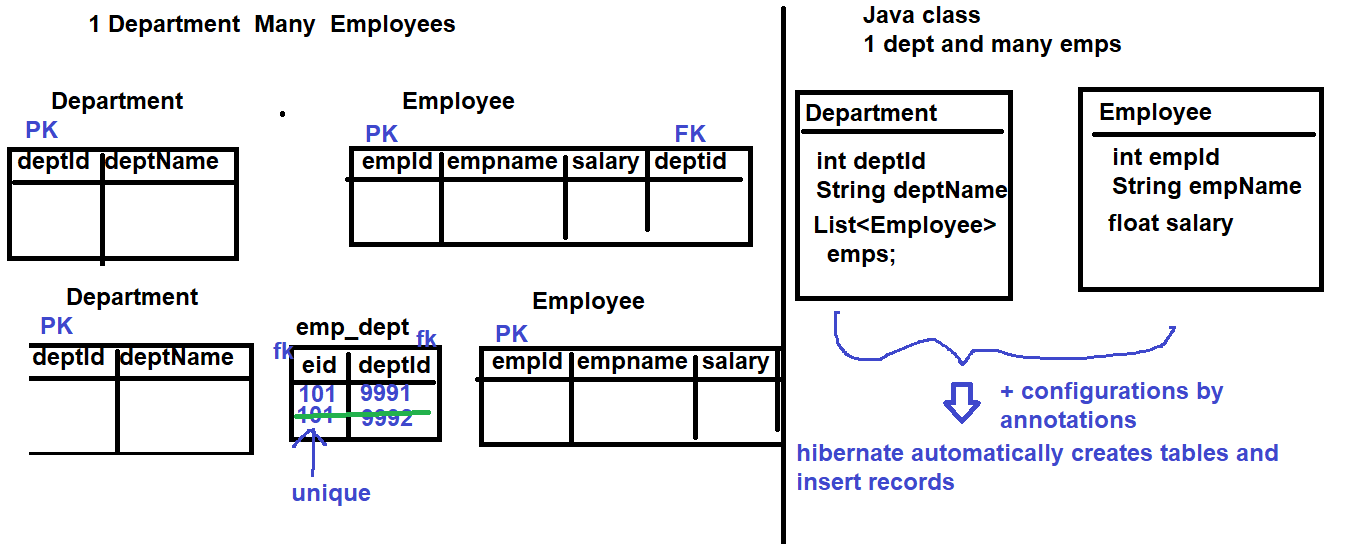 1 Department Many Employees
Department
Employee
PK
PK
FK
deptId deptName
empId empname salary deptid
Department
Employee
PK
emp_dept
PK
fk
fk
deptId deptName
eid deptId
empId empname salary
101 9991
101 9992
unique
Java class
1 dept and many emps
Department
int deptId
String deptName
List<Employee>
emps;
Employee
int empId
String empName
float salary
+ configurations by
annotations
hibernate automatically creates tables and
insert records